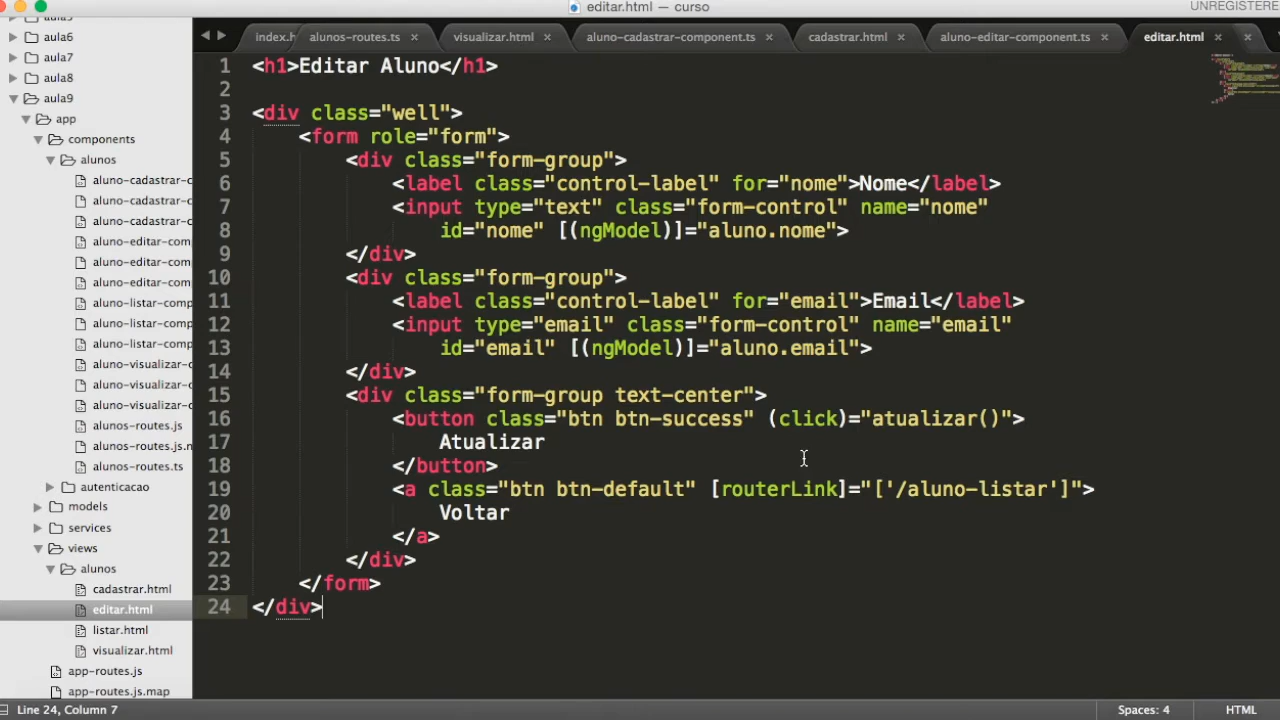 editar.html — curso
UNREGISTERE
index.h
alunos-routes.ts
visualizar.html
aluno-cadastrar-component.ts
cadastrar.html
aluno-editar-component.ts
editar.html
aula5
aula6
aula7
aula8
aula9
app
components
alunos
aluno-cadastrar-c
aluno-cadastrar-c
aluno-cadastrar-c
aluno-editar-com
aluno-editar-com
aluno-editar-com
aluno-listar-comp
aluno-listar-comp
aluno-listar-comp
aluno-visualizar-c
aluno-visualizar-c
aluno-visualizar-c
alunos-routes.js
alunos-routes.js.n
alunos-routes.ts
autenticacao
models
services
views
alunos
cadastrar.html
editar.html
listar.html
visualizar.html
app-routes.js
app-routes.js.map
1 <h1>Editar Aluno</h1>
2
3 <div class="well">
4 <form role="form">
5 <div class="form-group">
6 <label class="control-label" for="nome">Nome</label>
7 <input type="text" class="form-control" name="nome"
8 id="nome" [(ngModel)]="aluno.nome">
9 </div>
10 <div class="form-group">
11 <label class="control-label" for="email">Email</label>
12 <input type="email" class="form-control" name="email"
13 id="email" [(ngModel)]="aluno.email">
14 </div>
15 <div class="form-group text-center">
16 <button class="btn btn-success" (click)="atualizar()">
17 Atualizar
18 </button>
19 <a class="btn btn-default" [routerLink]="['/aluno-listar']">
20 Voltar
21 </a>
22 </div>
23 </form>
24 </div>
Line 24, Column 7
Spaces: 4
HTML